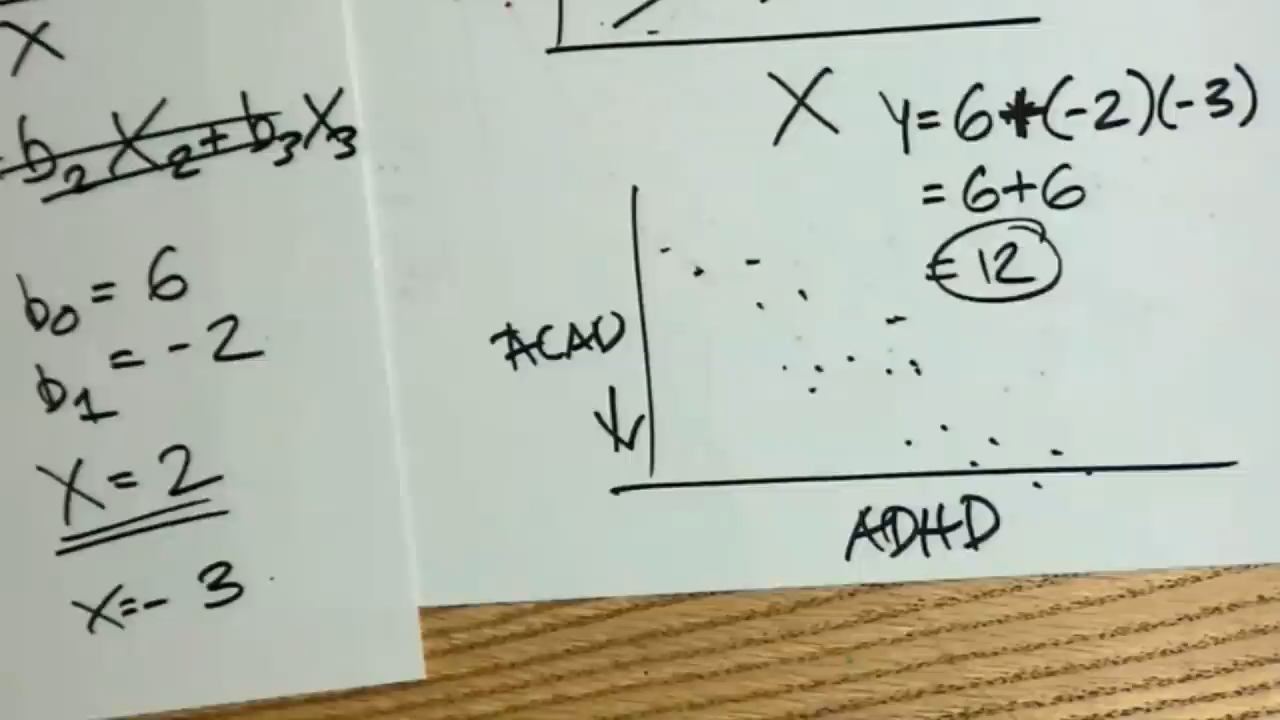 X
b₂X₂+b₃X₃
b₀ = 6
b₁ = -2
X = 2
x=- 3
X
Y= 6+(-2)(-3)
= 6+6
= 12
ACAD
ADHD